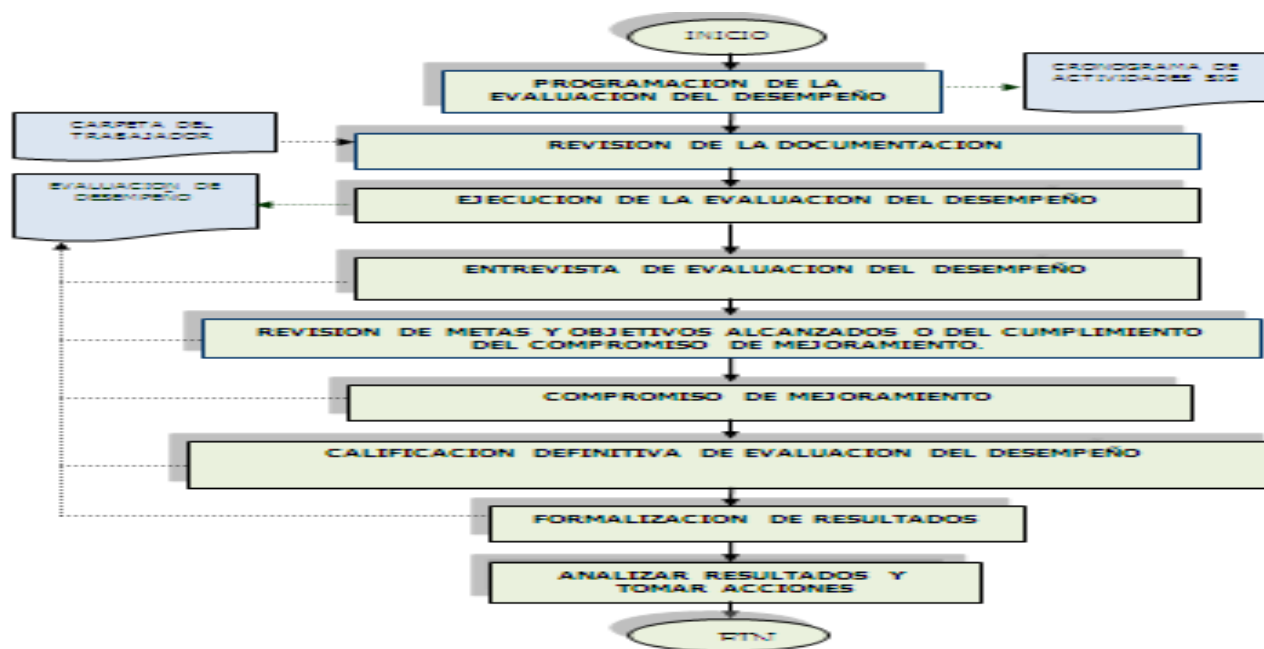 INICIO
PROGRAMACION DE LA
EVALUACION DEL DESEMPEÑO
CRONOGRAMA DE
ACTIVIDADES SIG
CARPETA DEL
TRABAJADOR
REVISION DE LA DOCUMENTACION
EVALUACION DE
DESEMPEÑO
EJECUCION DE LA EVALUACION DEL DESEMPEÑO
ENTREVISTA DE EVALUACION DEL DESEMPEÑO
REVISION DE METAS Y OBJETIVOS ALCANZADOS O DEL CUMPLIMIENTO
DEL COMPROMISO DE MEJORAMIENTO.
COMPROMISO DE MEJORAMIENTO
CALIFICACION DEFINITIVA DE EVALUACION DEL DESEMPEÑO
FORMALIZACION DE RESULTADOS
ANALIZAR RESULTADOS Y
TOMAR ACCIONES
FIN